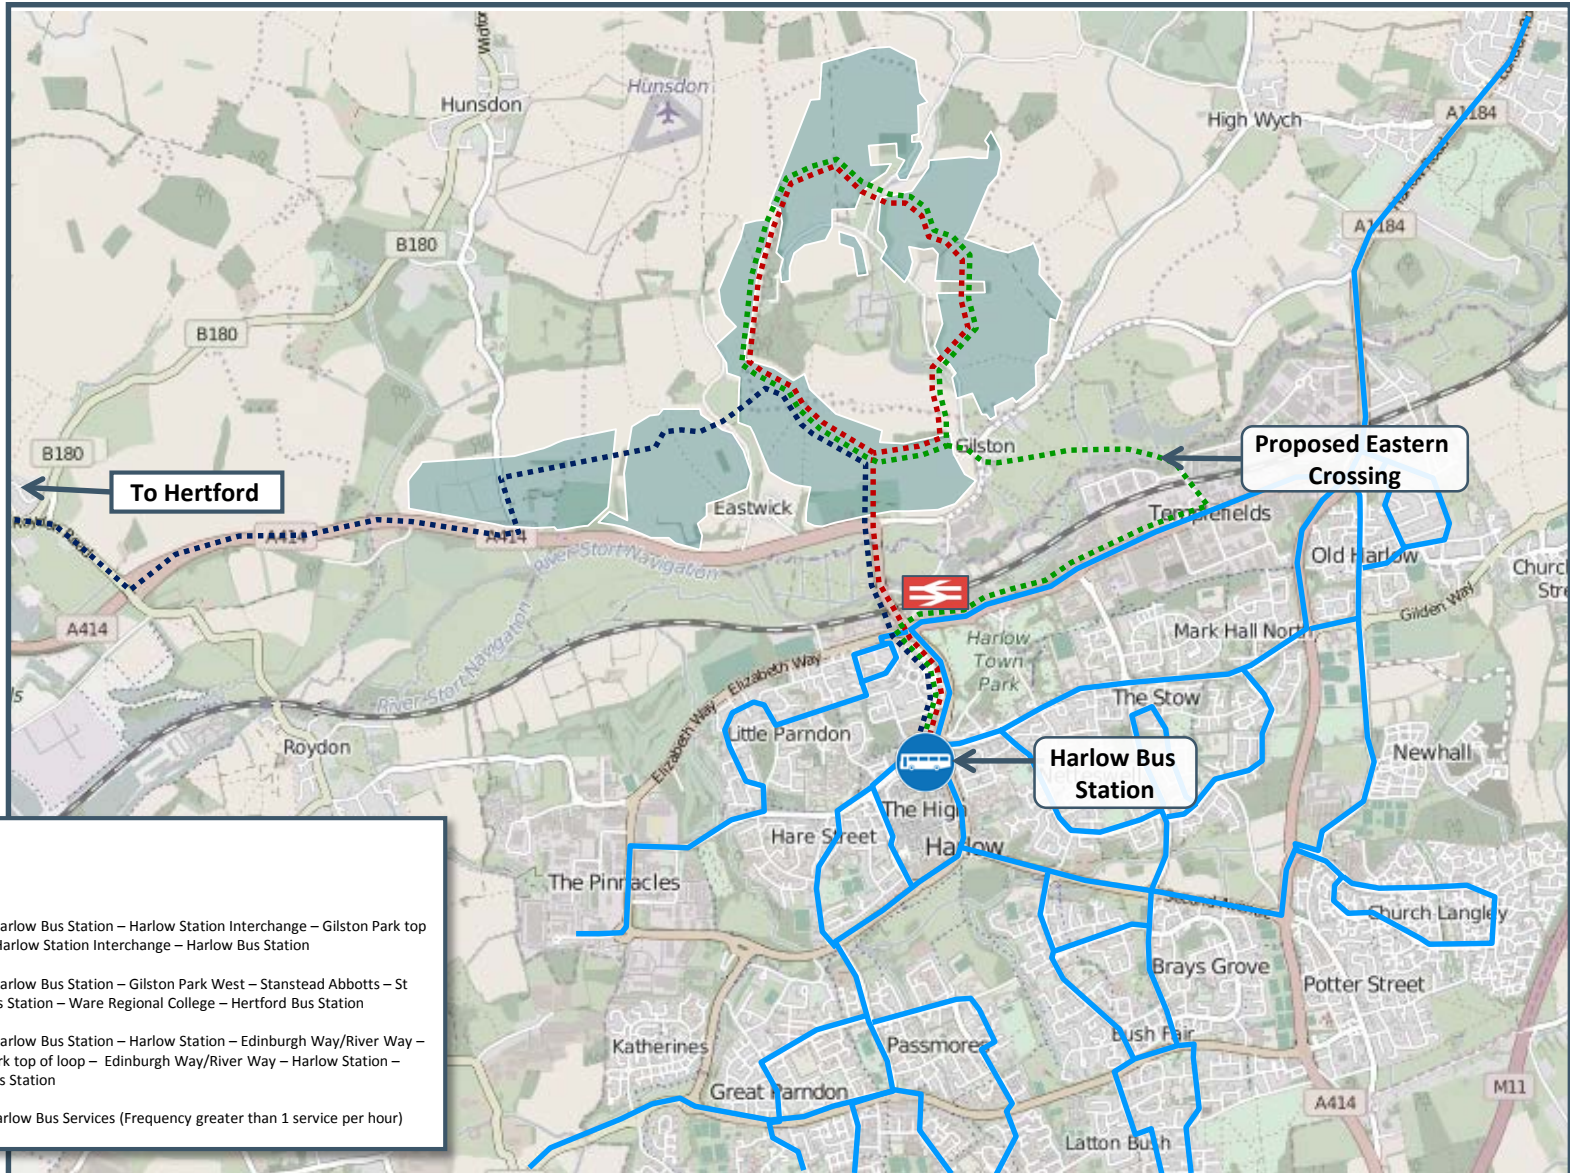 Hunsdon
Hunsdon
Widford
High Wych
A1184
A1184
B180
B180
B180
To Hertford
A414
A414
A414
Eastwick
Gilston
Proposed Eastern
Crossing
Templefields
Old Harlow
Church
Stre
Gilden Way
River Stort Navigation
River Stort Navigation
Mark Hall North
Harlow
Town
Park
Elizabeth Way
Elizabeth Way
The Stow
Little Parndon
Roydon
Newhall
Harlow Bus
Station
The High
Hare Street
Harlow
The Pinnacles
Second Avenue
Church Langley
Brays Grove
Potter Street
Bush Fair
Passmores
Katherines
Great Parndon
Latton Bush
A414
M11
arlow Bus Station – Harlow Station Interchange – Gilston Park top
Harlow Station Interchange – Harlow Bus Station
arlow Bus Station – Gilston Park West – Stanstead Abbotts – St
s Station – Ware Regional College – Hertford Bus Station
arlow Bus Station – Harlow Station – Edinburgh Way/River Way –
rk top of loop – Edinburgh Way/River Way – Harlow Station –
s Station
arlow Bus Services (Frequency greater than 1 service per hour)